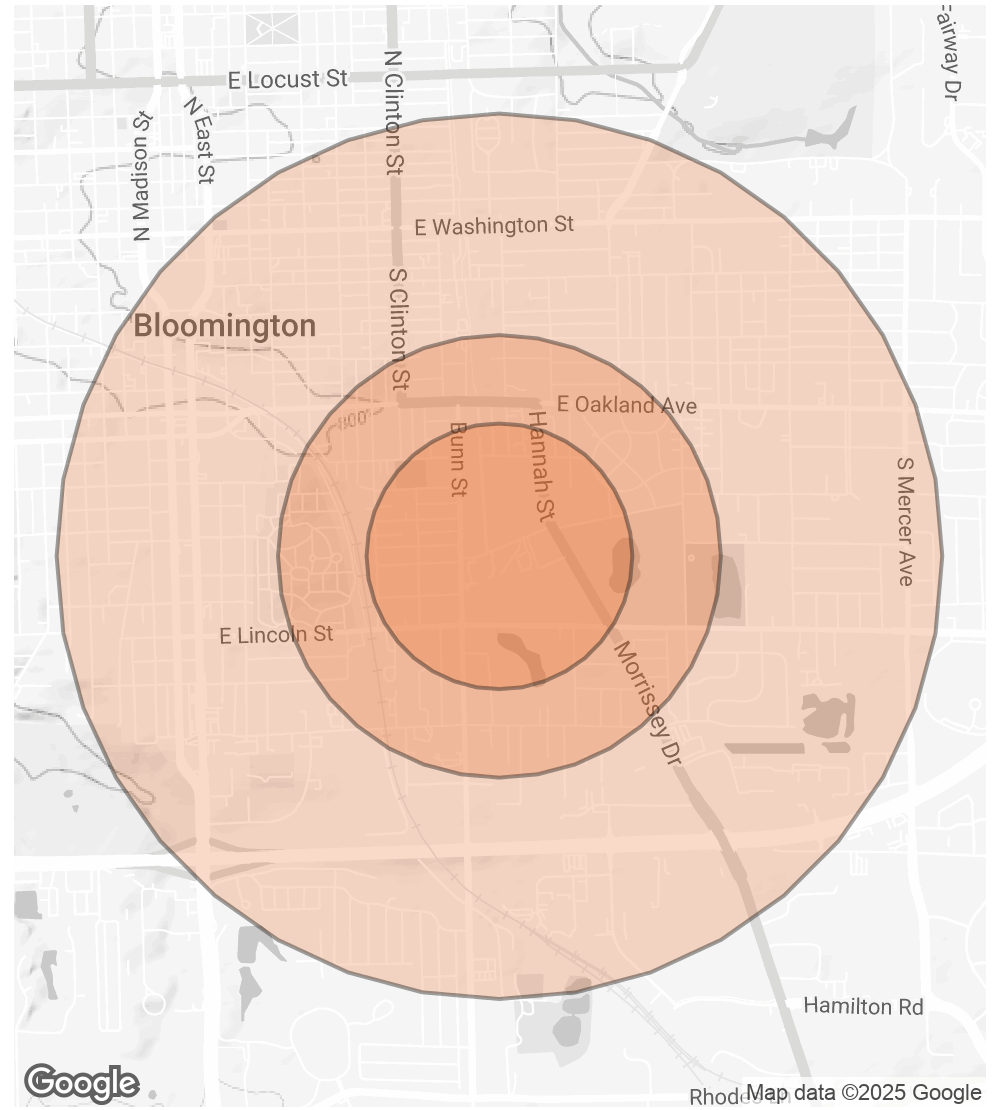 Fairway Dr
E Locust St
N Clinton St
N East St
N Madison St
E Washington St
S Clinton St
Bloomington
E Oakland Ave
800'
Bunn St
Hannah St
S Mercer Ave
E Lincoln St
Morrissey Dr
Hamilton Rd
Google
Map data ©2025 Google